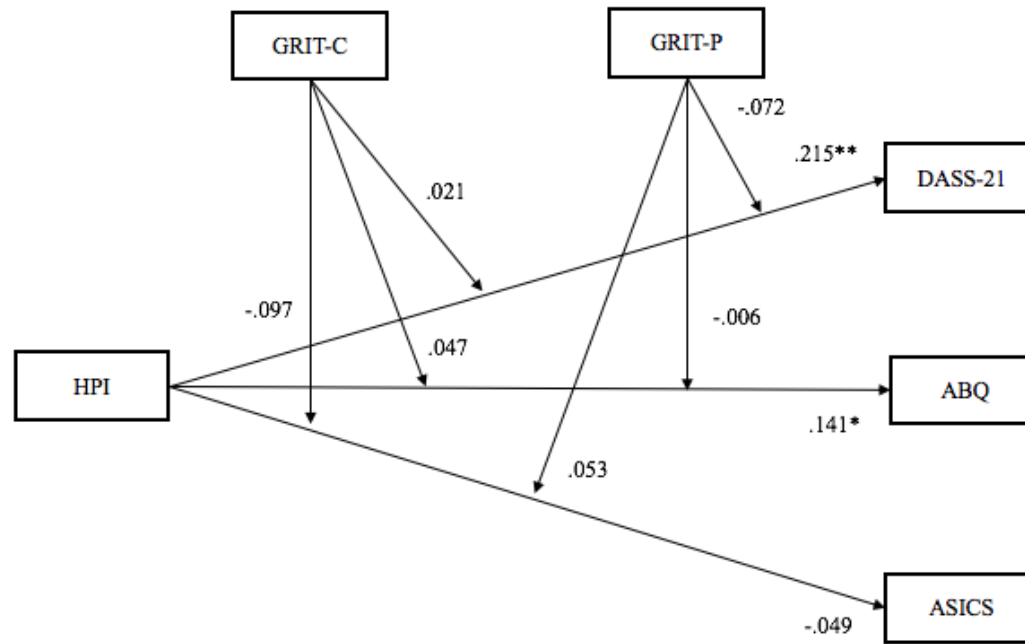 GRIT-C
GRIT-P
-.072
.215**
DASS-21
.021
-.097
-.006
.047
HPI
ABQ
.141*
.053
ASICS
-.049